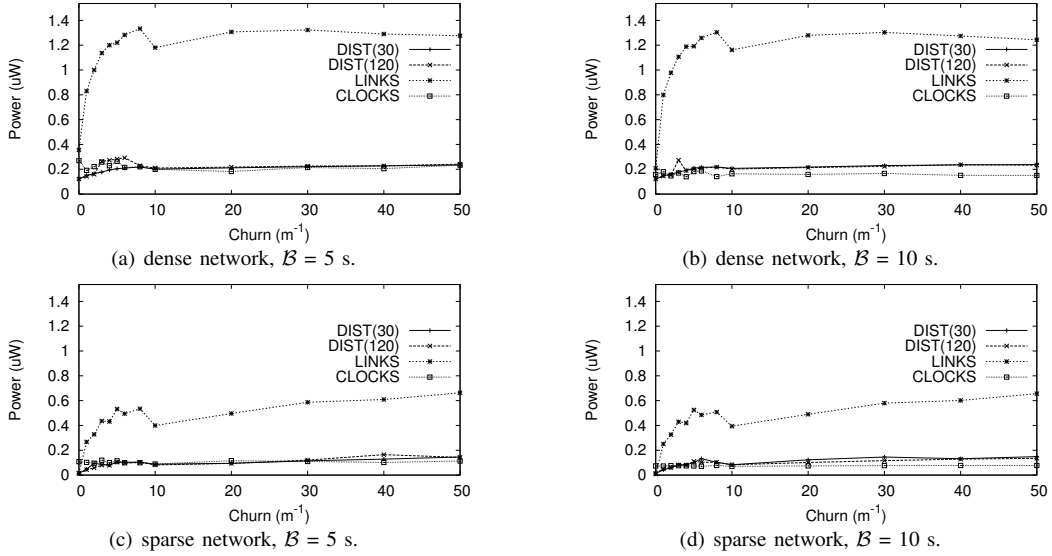 1.4
1.2
1
0.8
0.6
0.4
0.2
0
Power (uW)
DIST(30)
DIST(120)
LINKS
CLOCKS
0 10 20 30 40 50
Churn (m⁻¹)
(a) dense network, 𝓑 = 5 s.
1.4
1.2
1
0.8
0.6
0.4
0.2
0
Power (uW)
DIST(30)
DIST(120)
LINKS
CLOCKS
0 10 20 30 40 50
Churn (m⁻¹)
(b) dense network, 𝓑 = 10 s.
1.4
1.2
1
0.8
0.6
0.4
0.2
0
Power (uW)
DIST(30)
DIST(120)
LINKS
CLOCKS
0 10 20 30 40 50
Churn (m⁻¹)
(c) sparse network, 𝓑 = 5 s.
1.4
1.2
1
0.8
0.6
0.4
0.2
0
Power (uW)
DIST(30)
DIST(120)
LINKS
CLOCKS
0 10 20 30 40 50
Churn (m⁻¹)
(d) sparse network, 𝓑 = 10 s.